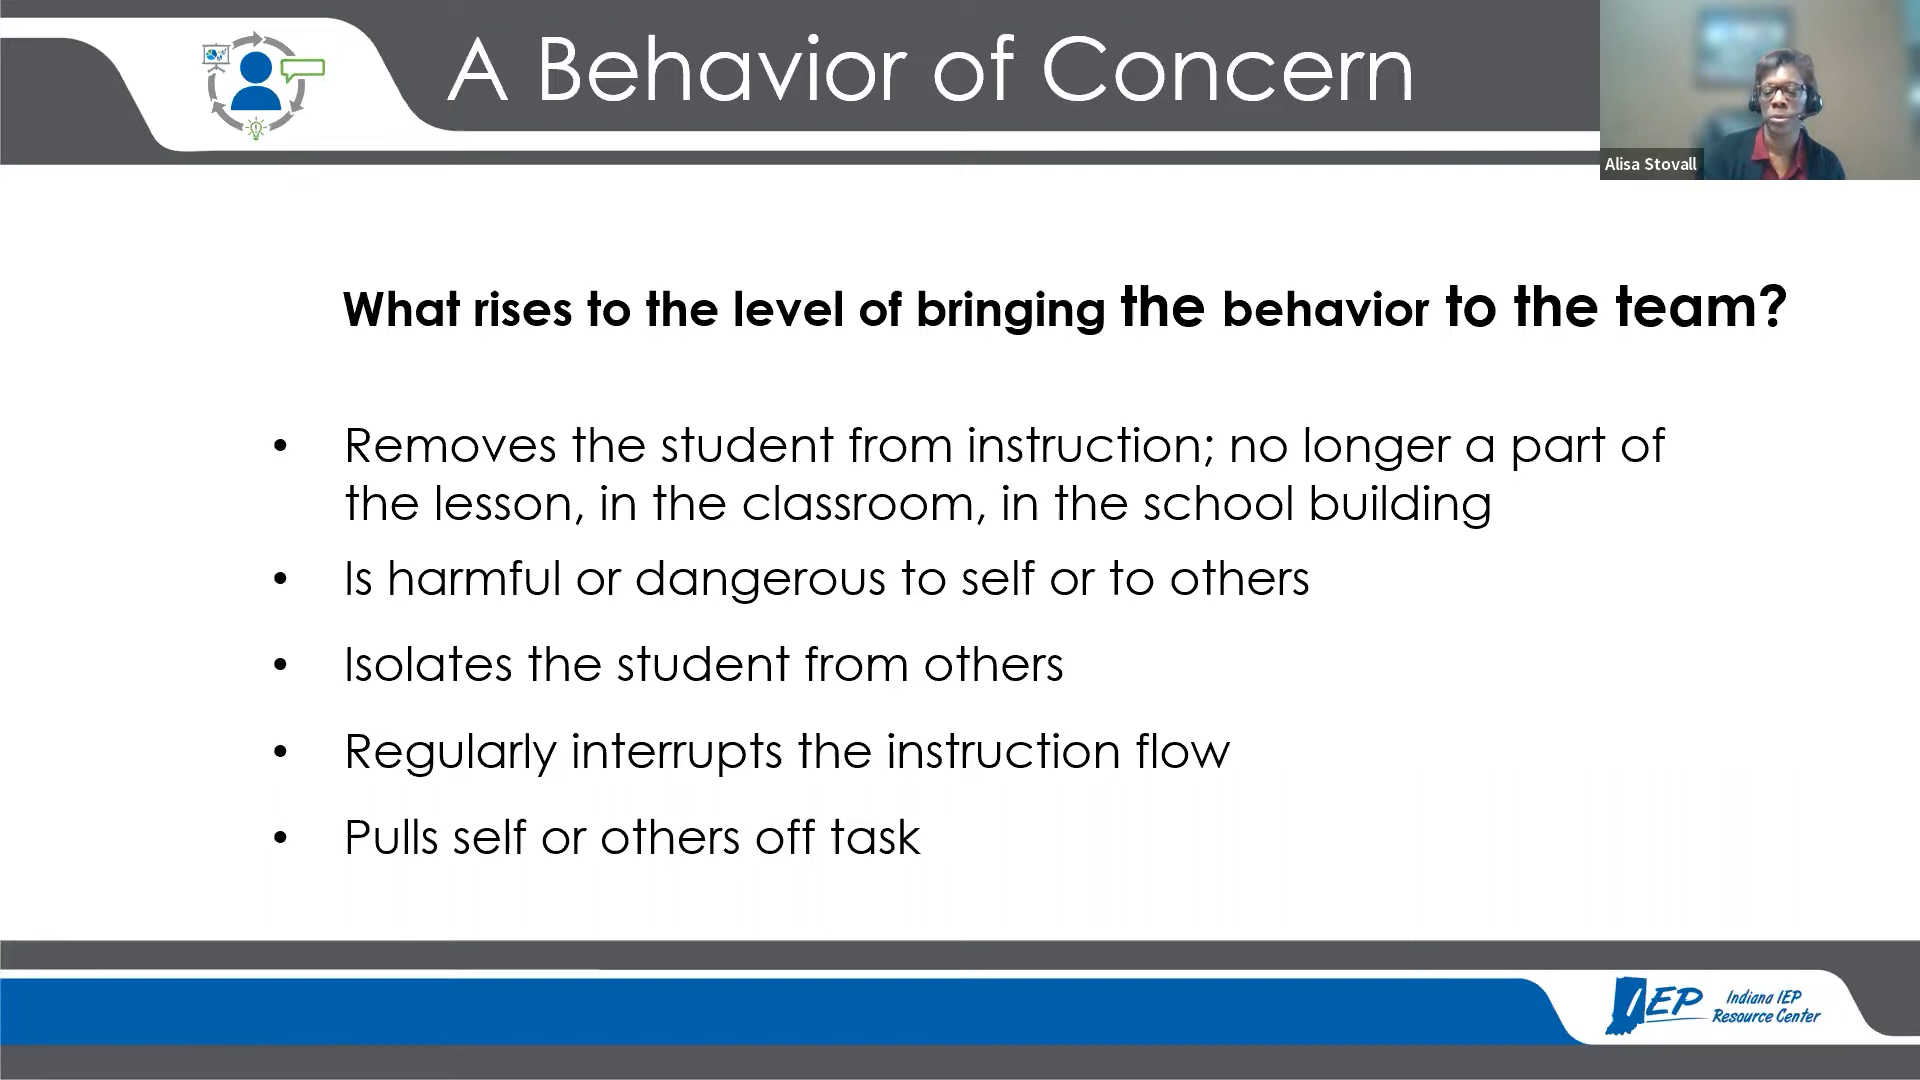 A Behavior of Concern
Alisa Stovall
What rises to the level of bringing the behavior to the team?
• Removes the student from instruction; no longer a part of
the lesson, in the classroom, in the school building
• Is harmful or dangerous to self or to others
• Isolates the student from others
• Regularly interrupts the instruction flow
• Pulls self or others off task
IEP
Indiana IEP
Resource Center